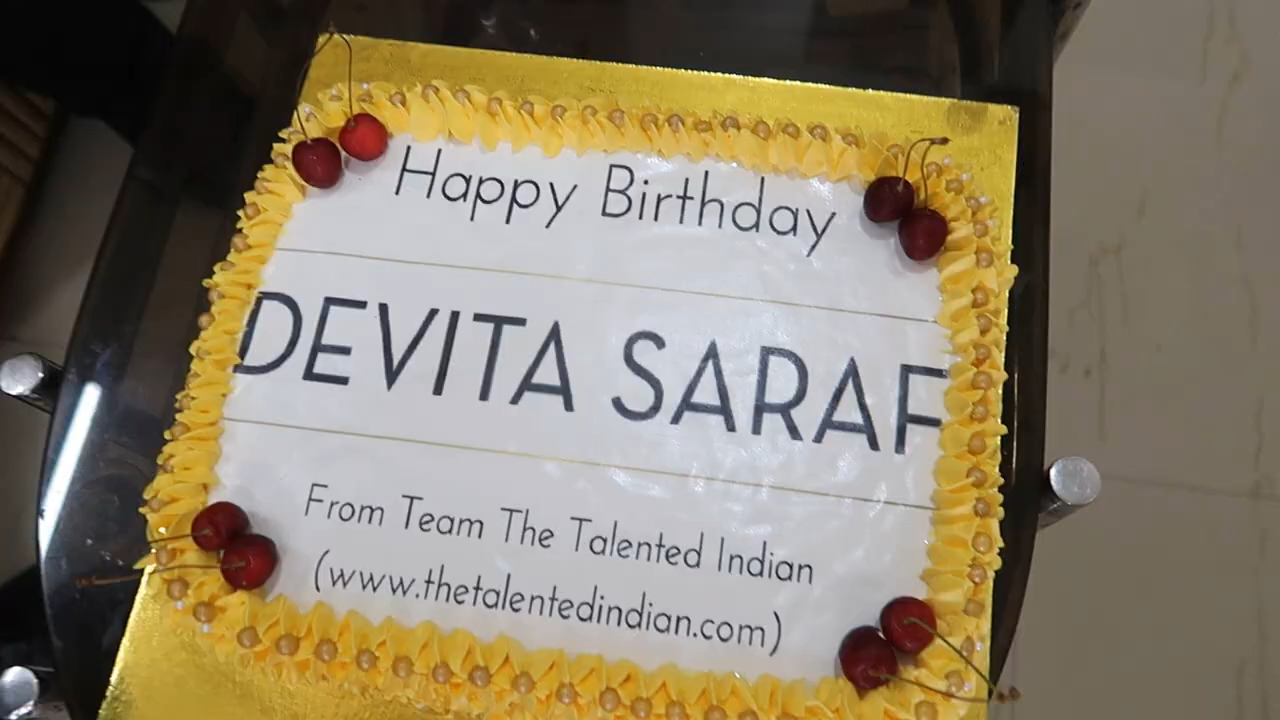 Happy Birthday
DEVITA SARAF
From Team The Talented Indian
(www.thetalentedindian.com)